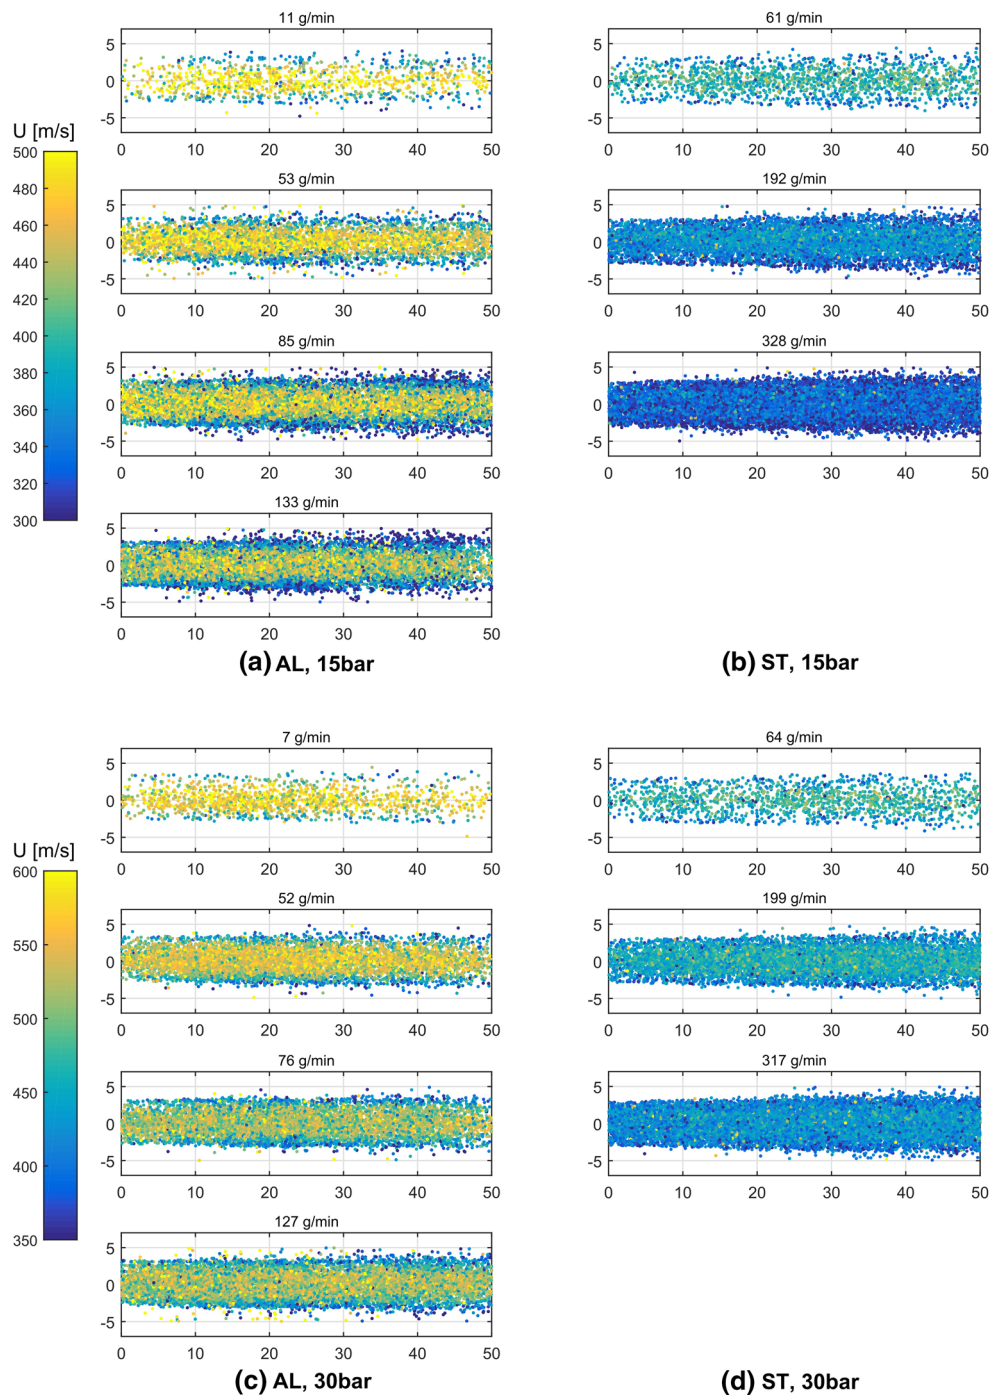 11 g/min
5
0
-5
0 10 20 30 40 50
61 g/min
5
0
-5
0 10 20 30 40 50
U [m/s]
500
480
460
440
420
400
380
360
340
320
300
53 g/min
5
0
-5
0 10 20 30 40 50
192 g/min
5
0
-5
0 10 20 30 40 50
85 g/min
5
0
-5
0 10 20 30 40 50
328 g/min
5
0
-5
0 10 20 30 40 50
133 g/min
5
0
-5
0 10 20 30 40 50
(a) AL, 15bar
(b) ST, 15bar
7 g/min
5
0
-5
0 10 20 30 40 50
64 g/min
5
0
-5
0 10 20 30 40 50
U [m/s]
600
550
500
450
400
350
52 g/min
5
0
-5
0 10 20 30 40 50
199 g/min
5
0
-5
0 10 20 30 40 50
76 g/min
5
0
-5
0 10 20 30 40 50
317 g/min
5
0
-5
0 10 20 30 40 50
127 g/min
5
0
-5
0 10 20 30 40 50
(c) AL, 30bar
(d) ST, 30bar